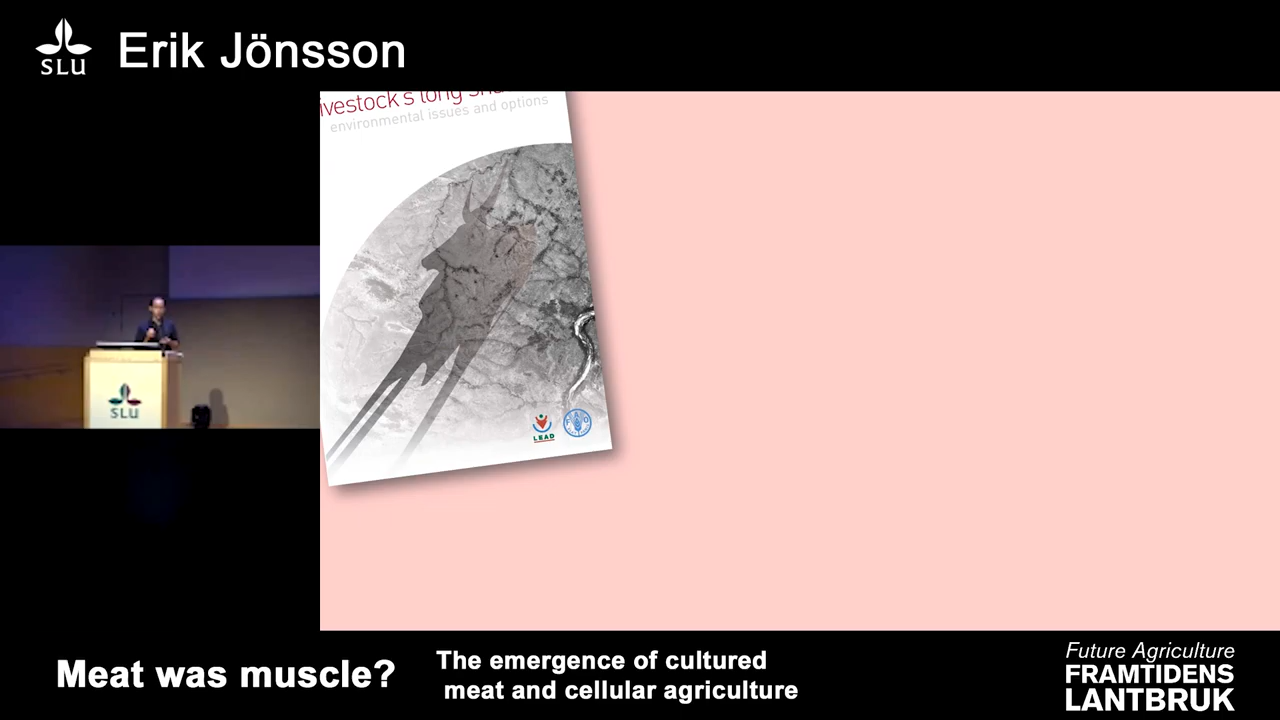 SLU
Erik Jönsson
ivestock's long
environmental issues and options
LEAD
FAO
SLU
Meat was muscle?
The emergence of cultured
meat and cellular agriculture
Future Agriculture
FRAMTIDENS
LANTBRUK